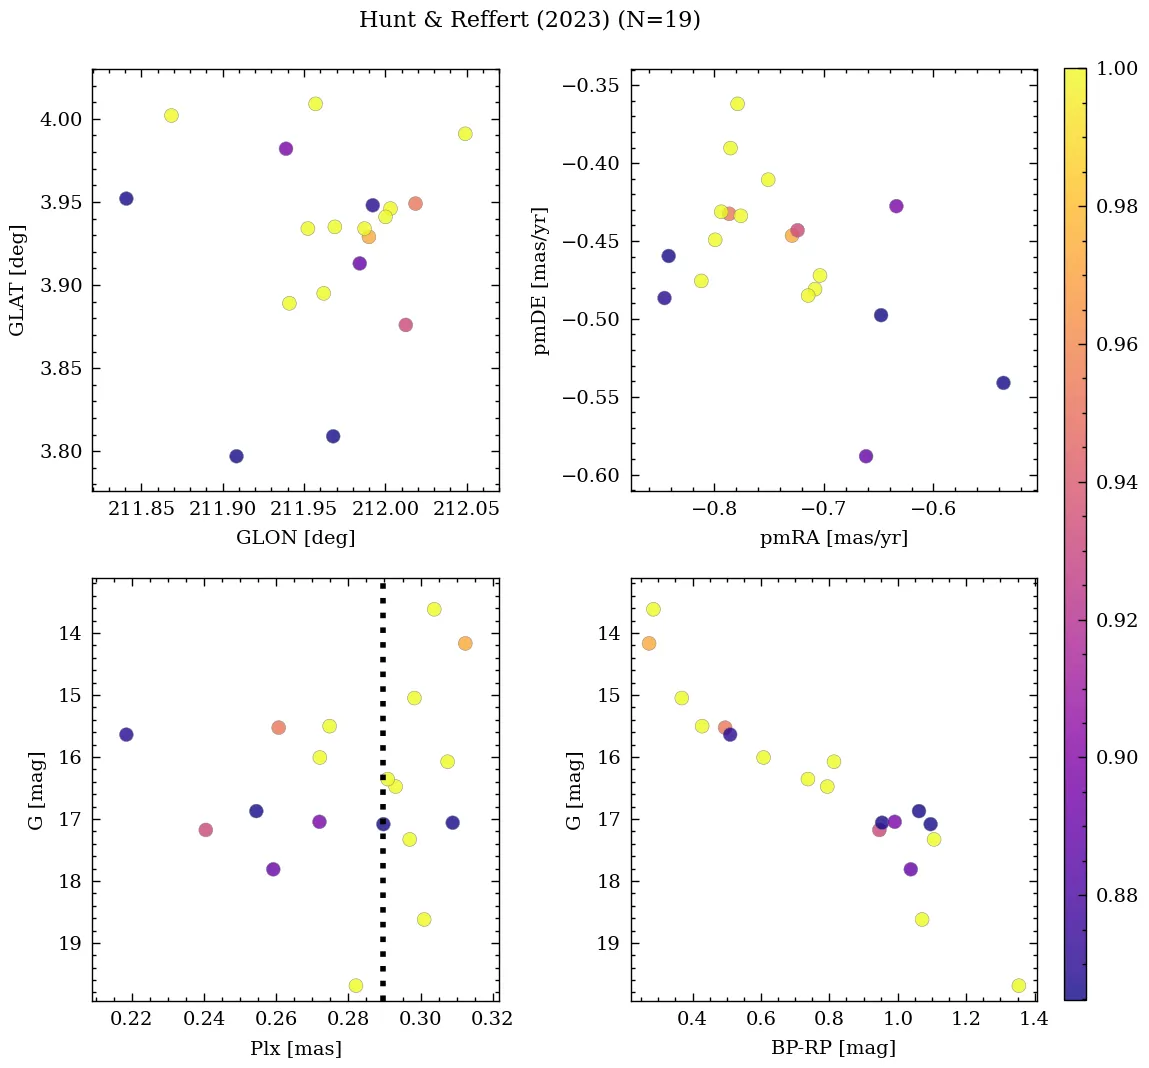 Hunt & Reffert (2023) (N=19)
GLAT [deg]
4.00
3.95
3.90
3.85
3.80
211.85 211.90 211.95 212.00 212.05
GLON [deg]
pmDE [mas/yr]
−0.35
−0.40
−0.45
−0.50
−0.55
−0.60
−0.8 −0.7 −0.6
pmRA [mas/yr]
1.00
0.98
0.96
0.94
0.92
0.90
0.88
G [mag]
14
15
16
17
18
19
0.22 0.24 0.26 0.28 0.30 0.32
Plx [mas]
G [mag]
14
15
16
17
18
19
0.4 0.6 0.8 1.0 1.2 1.4
BP-RP [mag]